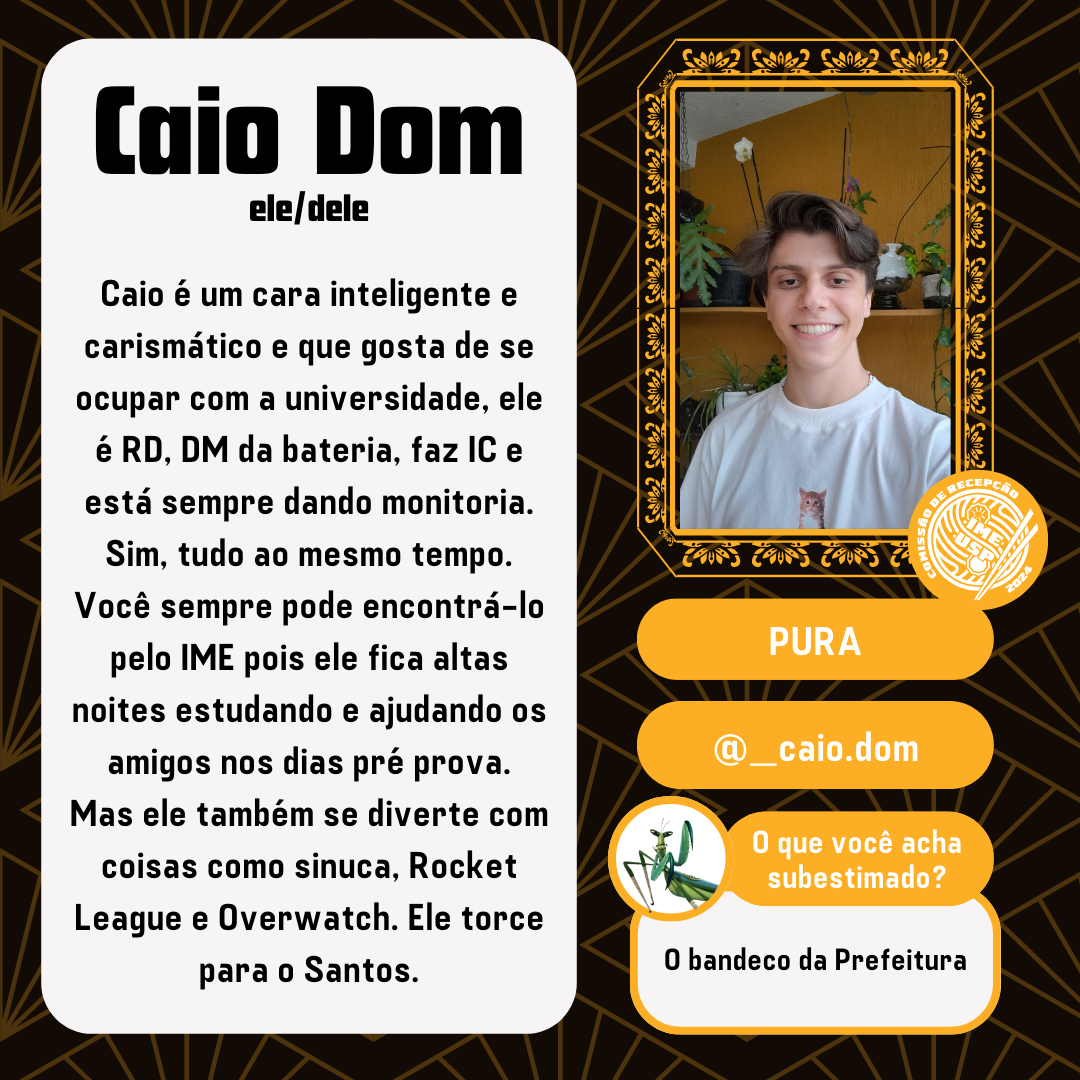 Caio Dom
ele/dele
Caio é um cara inteligente e
carismático e que gosta de se
ocupar com a universidade, ele
é RD, DM da bateria, faz IC e
está sempre dando monitoria.
Sim, tudo ao mesmo tempo.
Você sempre pode encontrá-lo
pelo IME pois ele fica altas
noites estudando e ajudando os
amigos nos dias pré prova.
Mas ele também se diverte com
coisas como sinuca, Rocket
League e Overwatch. Ele torce
para o Santos.
COMISSÃO DE RECEPÇÃO
IME
USP
2024
PURA
@_caio.dom
O que você acha
subestimado?
O bandeco da Prefeitura